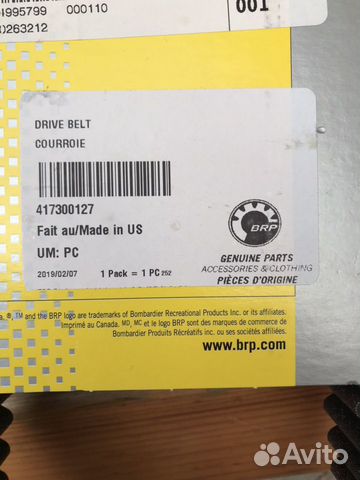 1995799 000110
001
0263212
DRIVE BELT
COURROIE
417300127
Fait au/Made in US
UM: PC
2019/02/07 1 Pack = 1 PC 252
BRP
GENUINE PARTS
ACCESSORIES & CLOTHING
PIÈCES D'ORIGINE
®, TM and the BRP logo are trademarks of Bombardier Recreational Products Inc. or its affiliates.
Imprimé au Canada. MD, MC et le logo BRP sont des marques de commerce de
Bombardier Produits Récréatifs inc. ou de ses sociétés affiliées.
www.brp.com
Avito